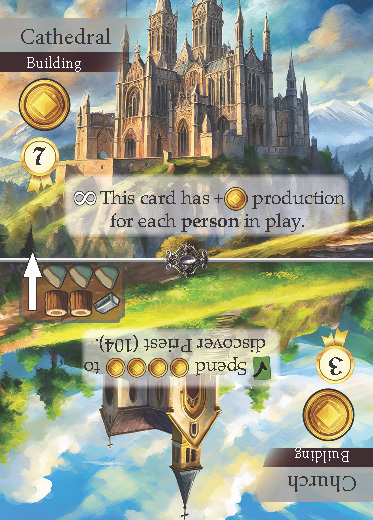 Cathedral
Building
7
∞ This card has + production
for each person in play.
Spend to
discover Priest (104).
3
Building
Church